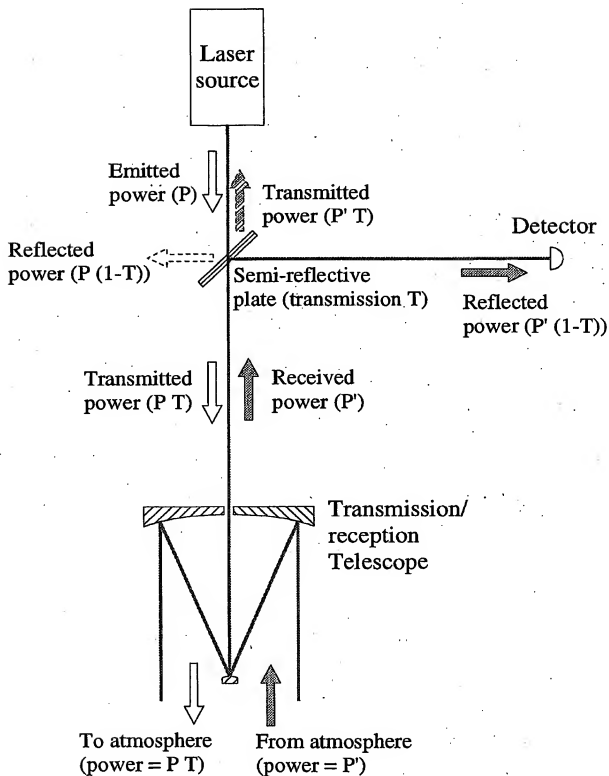 Laser
source
Emitted
power (P)
Transmitted
power (P' T)
Detector
Reflected
power (P (1-T))
Semi-reflective
plate (transmission T)
Reflected
power (P' (1-T))
Transmitted
power (P T)
Received
power (P')
Transmission/
reception
Telescope
To atmosphere
(power = P T)
From atmosphere
(power = P')